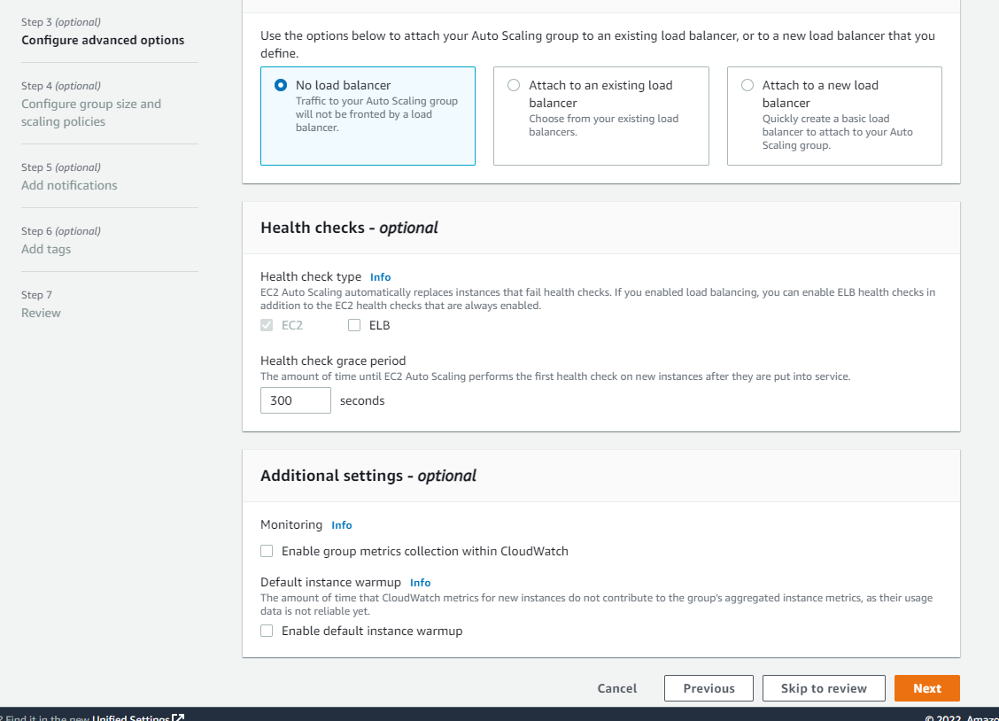 Step 3 (optional)
Configure advanced options
Step 4 (optional)
Configure group size and
scaling policies
Step 5 (optional)
Add notifications
Step 6 (optional)
Add tags
Step 7
Review
Use the options below to attach your Auto Scaling group to an existing load balancer, or to a new load balancer that you
define.
No load balancer
Traffic to your Auto Scaling group
will not be fronted by a load
balancer.
Attach to an existing load
balancer
Choose from your existing load
balancers.
Attach to a new load
balancer
Quickly create a basic load
balancer to attach to your Auto
Scaling group.
Health checks - optional
Health check type Info
EC2 Auto Scaling automatically replaces instances that fail health checks. If you enabled load balancing, you can enable ELB health checks in
addition to the EC2 health checks that are always enabled.
EC2 ELB
Health check grace period
The amount of time until EC2 Auto Scaling performs the first health check on new instances after they are put into service.
300 seconds
Additional settings - optional
Monitoring Info
Enable group metrics collection within CloudWatch
Default instance warmup Info
The amount of time that CloudWatch metrics for new instances do not contribute to the group's aggregated instance metrics, as their usage
data is not reliable yet.
Enable default instance warmup
Cancel Previous Skip to review Next
? Find it in the new Unified Settings
© 2022, Amazo